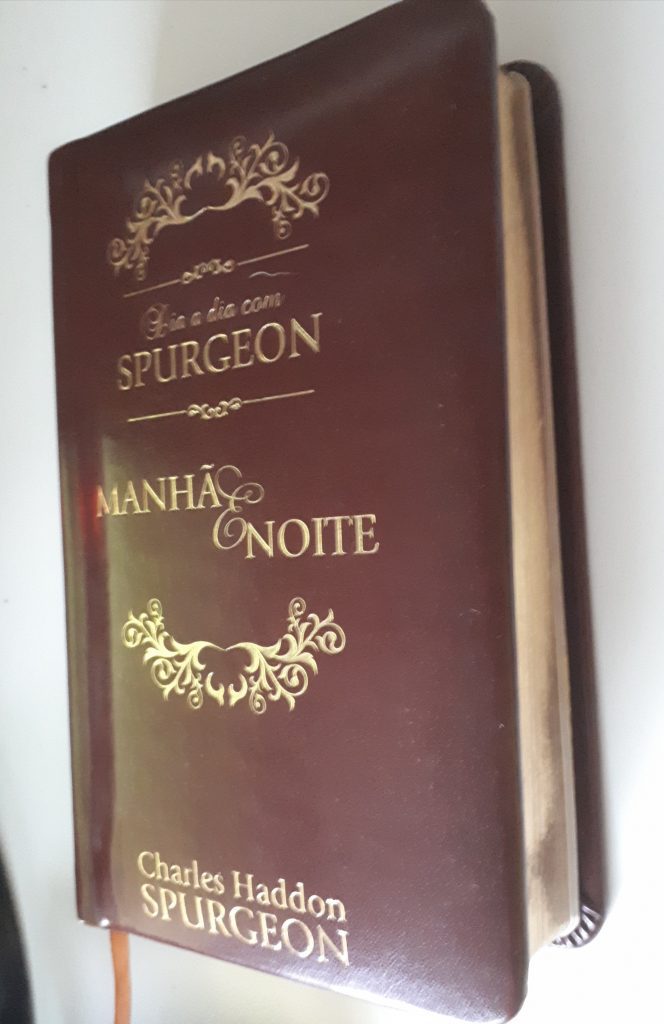 Dia a dia com
SPURGEON
MANHÃ E
NOITE
Charles Haddon
SPURGEON